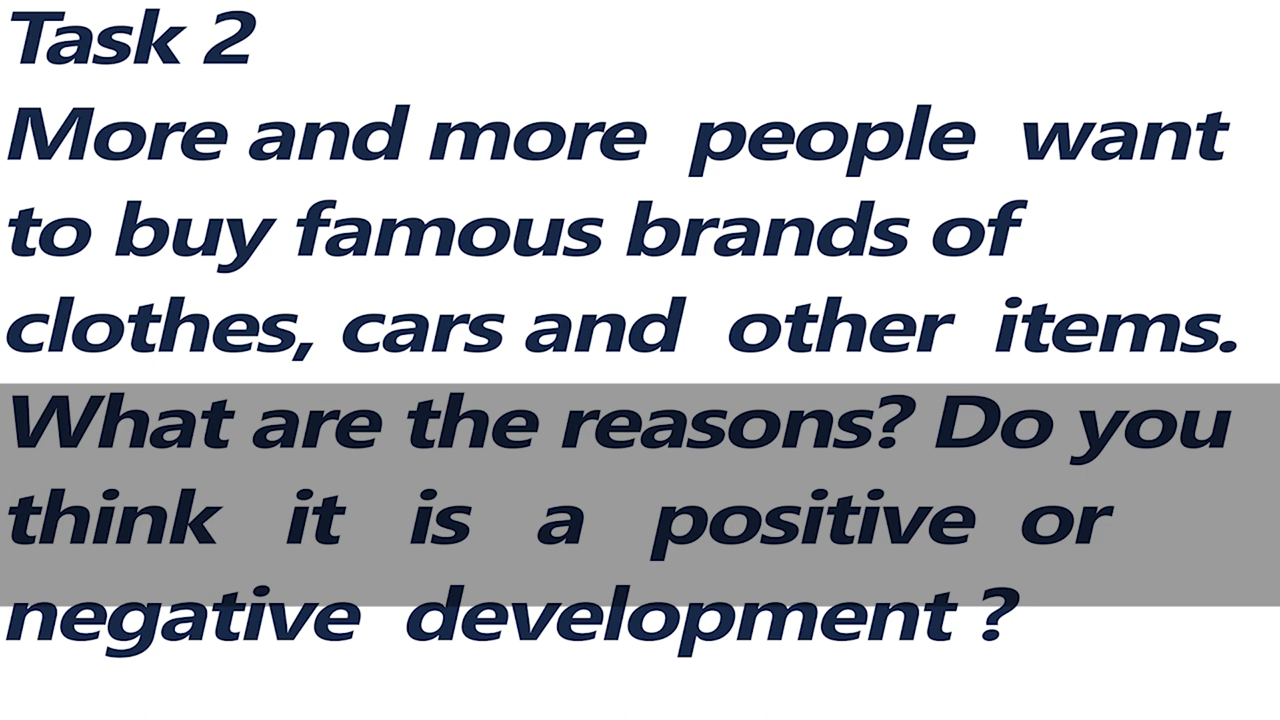 Task 2
More and more people want
to buy famous brands of
clothes, cars and other items.
What are the reasons? Do you
think it is a positive or
negative development ?